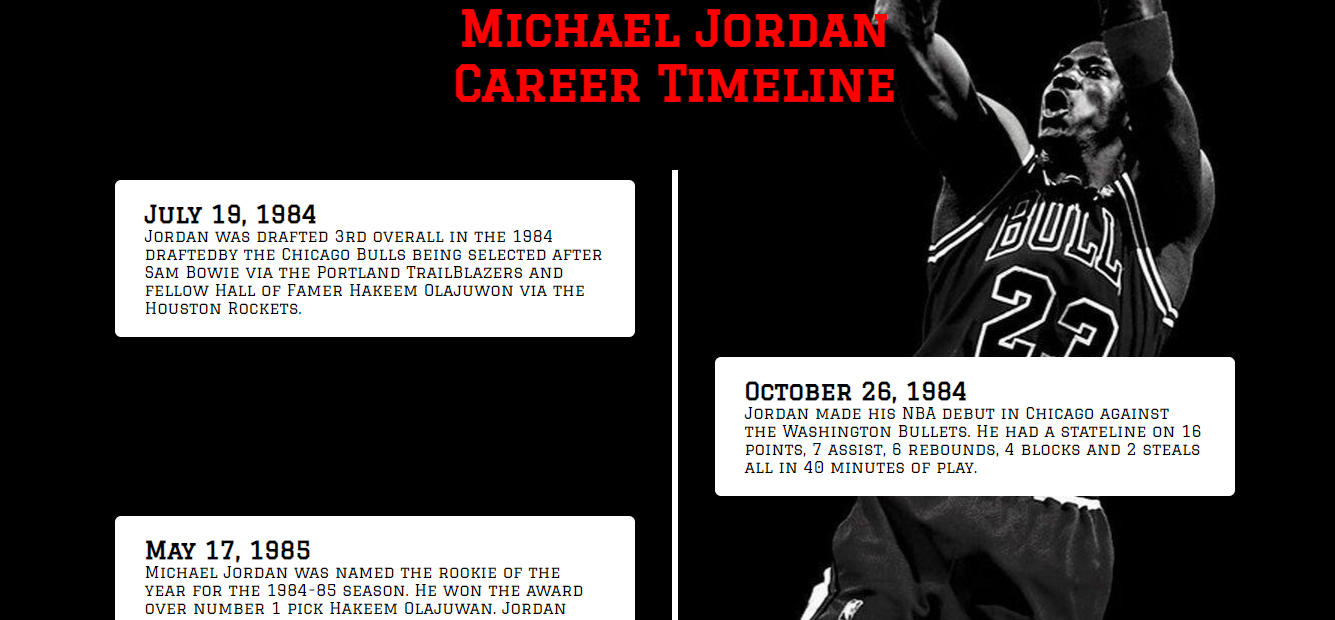 Michael Jordan
Career Timeline
July 19, 1984
Jordan was drafted 3rd overall in the 1984
draftedby the Chicago Bulls being selected after
Sam Bowie via the Portland TrailBlazers and
fellow Hall of Famer Hakeem Olajuwon via the
Houston Rockets.
BULL
23
October 26, 1984
Jordan made his NBA debut in Chicago against
the Washington Bullets. He had a stateline on 16
points, 7 assist, 6 rebounds, 4 blocks and 2 steals
all in 40 minutes of play.
May 17, 1985
Michael Jordan was named the rookie of the
year for the 1984-85 season. He won the award
over number 1 pick Hakeem Olajuwan. Jordan